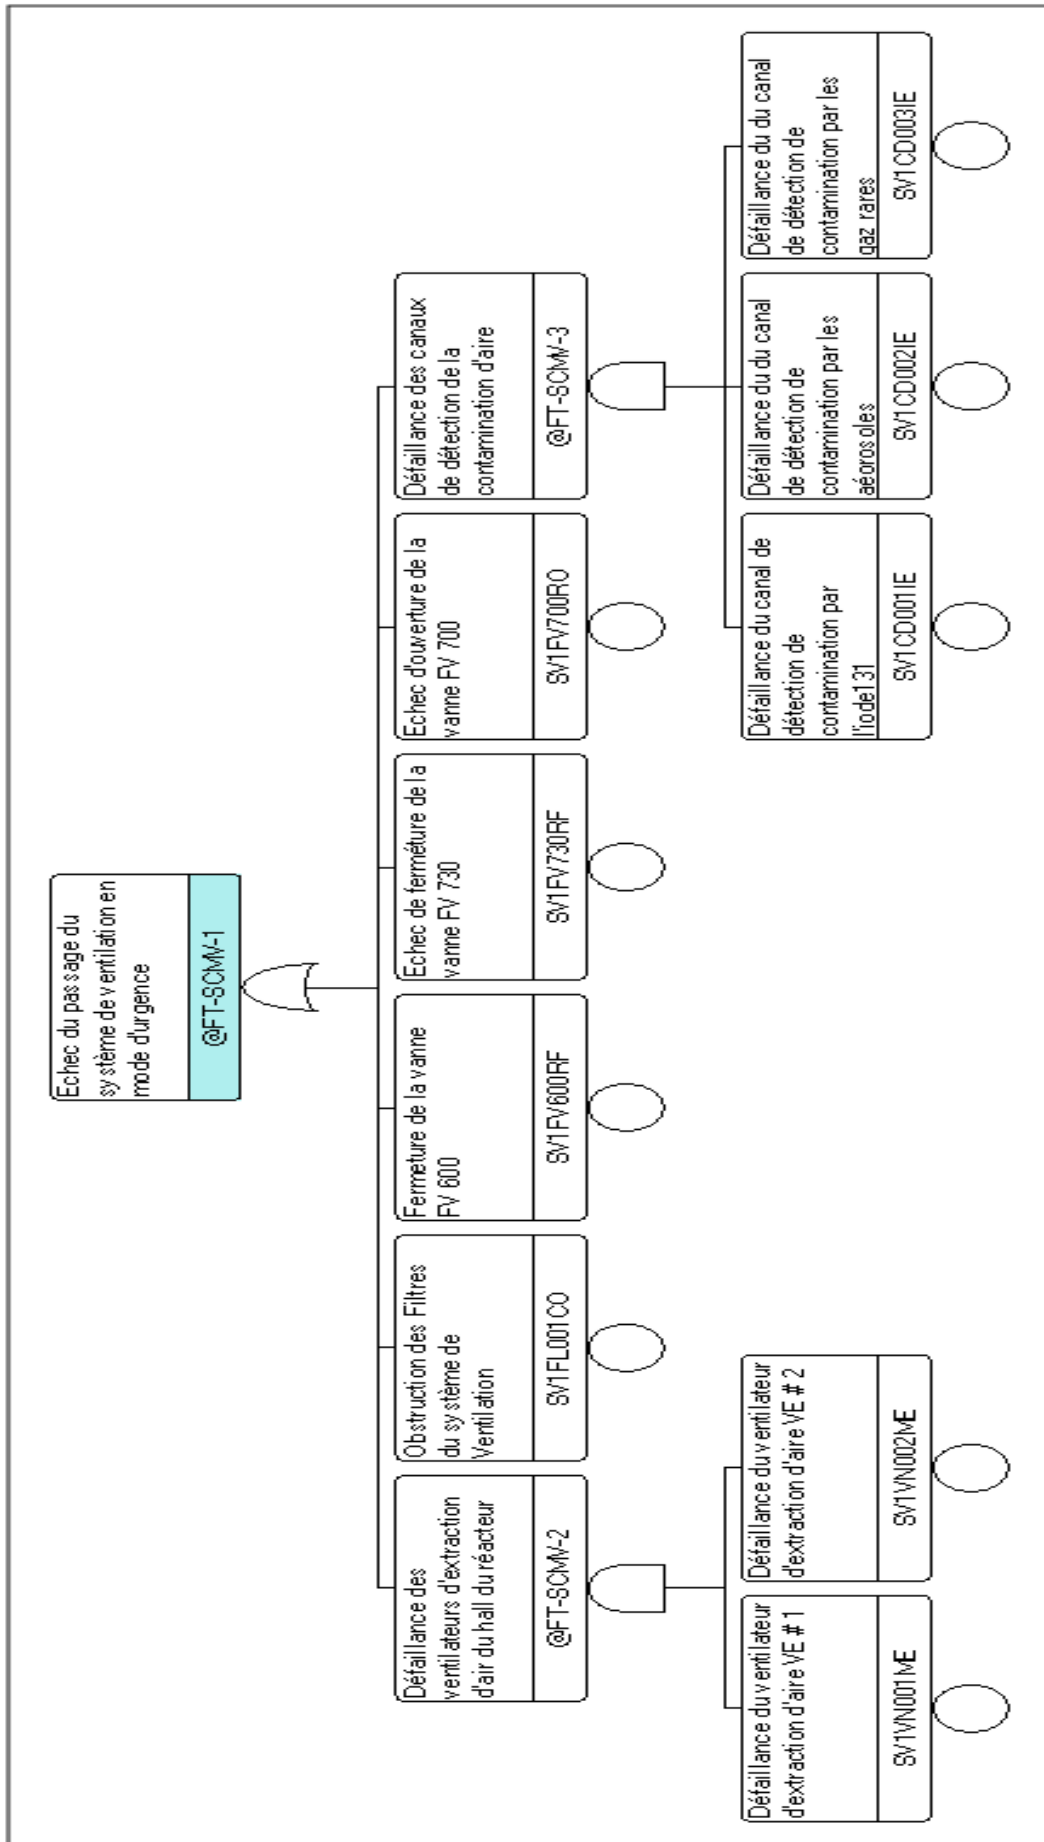 Echec du passage du
système de ventilation en
mode d'urgence
@FT-SCMV-1
Défaillance des
ventilateurs d'extraction
d'air du hall du réacteur
@FT-SCMV-2
Obstruction des Filtres
du système de
Ventilation
SV1FL001CO
Fermeture de la vanne
FV 600
SV1FV600RF
Echec de ferméture de la
vanne FV 730
SV1FV730RF
Echec d'ouverture de la
vanne FV 700
SV1FV700RO
Défaillance des canaux
de détection de la
contamination d'aire
@FT-SCMV-3
Défaillance du ventilateur
d'extraction d'aire VE # 1
SV1VN001ME
Défaillance du ventilateur
d'extraction d'aire VE # 2
SV1VN002ME
Défaillance du canal de
détection de
contamination par
l'iode131
SV1CD001IE
Défaillance du du canal
de détection de
contamination par les
aéorosoles
SV1CD002IE
Défaillance du du canal
de détection de
contamination par les
gaz rares
SV1CD003IE